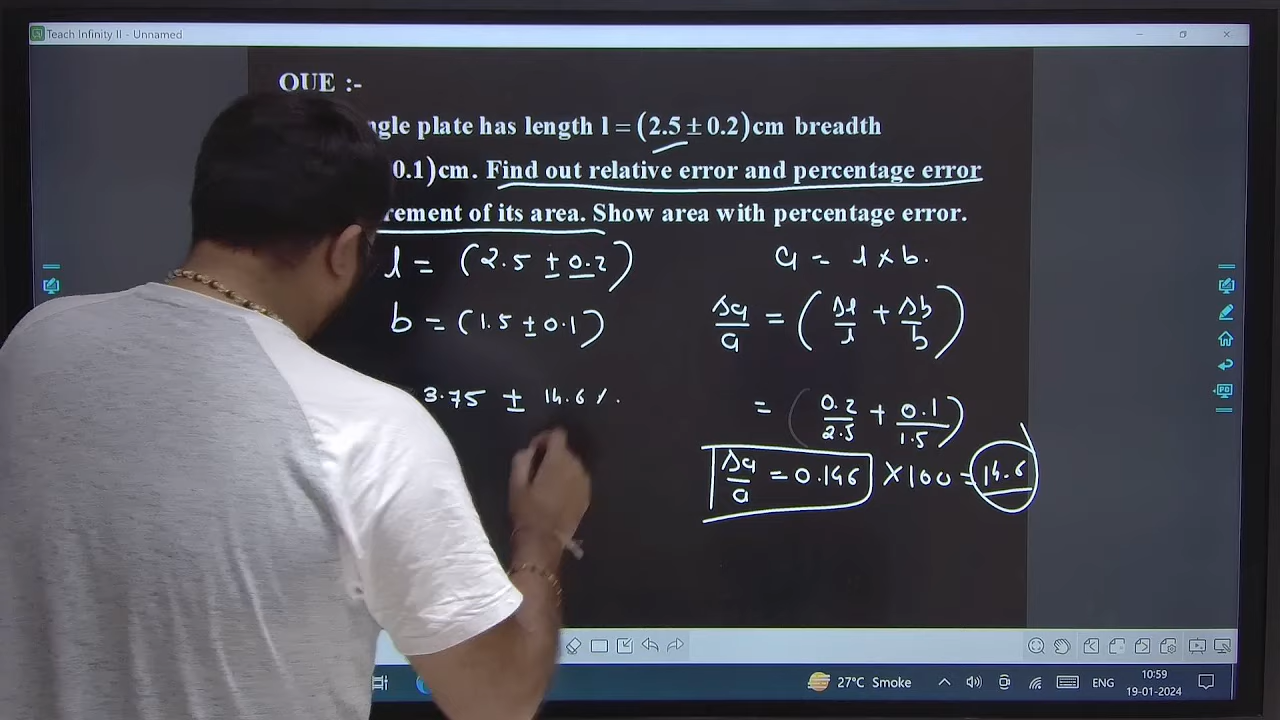 Teach Infinity II - Unnamed
QUE :-
plate has length l = (2.5 ± 0.2)cm breadth
0.1)cm. Find out relative error and percentage error
of its area. Show area with percentage error.
l = (2.5 ± 0.2)
b = (1.5 ± 0.1)
3.75 ± 14.6 %.
a = l × b.
Δa/a = (Δl/l + Δb/b)
= (0.2/2.5 + 0.1/1.5)
Δa/a = 0.146 × 100 = 14.6
27°C Smoke
ENG
10:59
19-01-2024